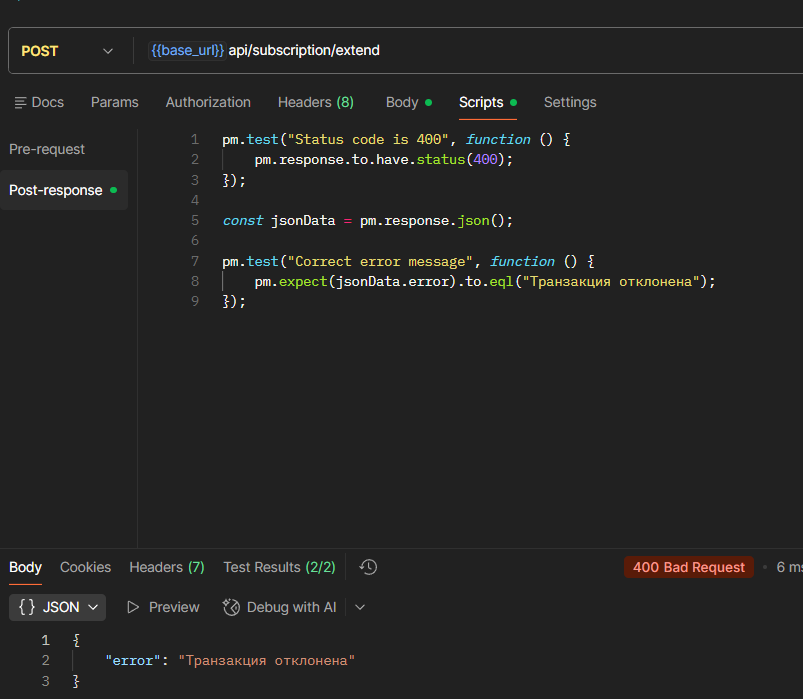 POST {{base_url}} api/subscription/extend
Docs Params Authorization Headers (8) Body Scripts Settings
Pre-request
Post-response
1 pm.test("Status code is 400", function () {
2 pm.response.to.have.status(400);
3 });
4
5 const jsonData = pm.response.json();
6
7 pm.test("Correct error message", function () {
8 pm.expect(jsonData.error).to.eql("Транзакция отклонена");
9 });
Body Cookies Headers (7) Test Results (2/2) 400 Bad Request • 6 ms
{} JSON Preview Debug with AI
1 {
2 "error": "Транзакция отклонена"
3 }